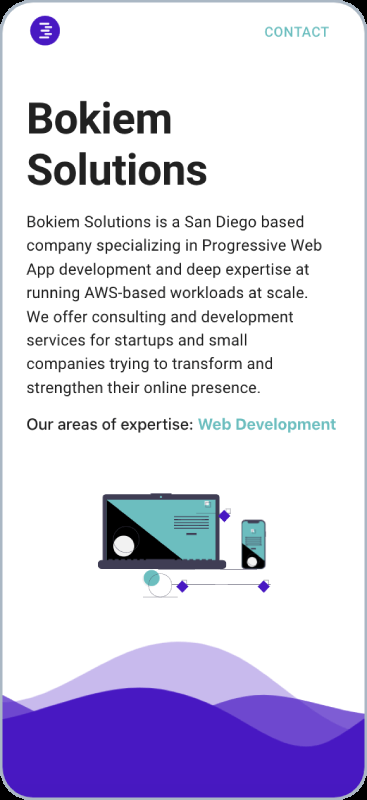 CONTACT
Bokiem
Solutions
Bokiem Solutions is a San Diego based
company specializing in Progressive Web
App development and deep expertise at
running AWS-based workloads at scale.
We offer consulting and development
services for startups and small
companies trying to transform and
strengthen their online presence.
Our areas of expertise: Web Development